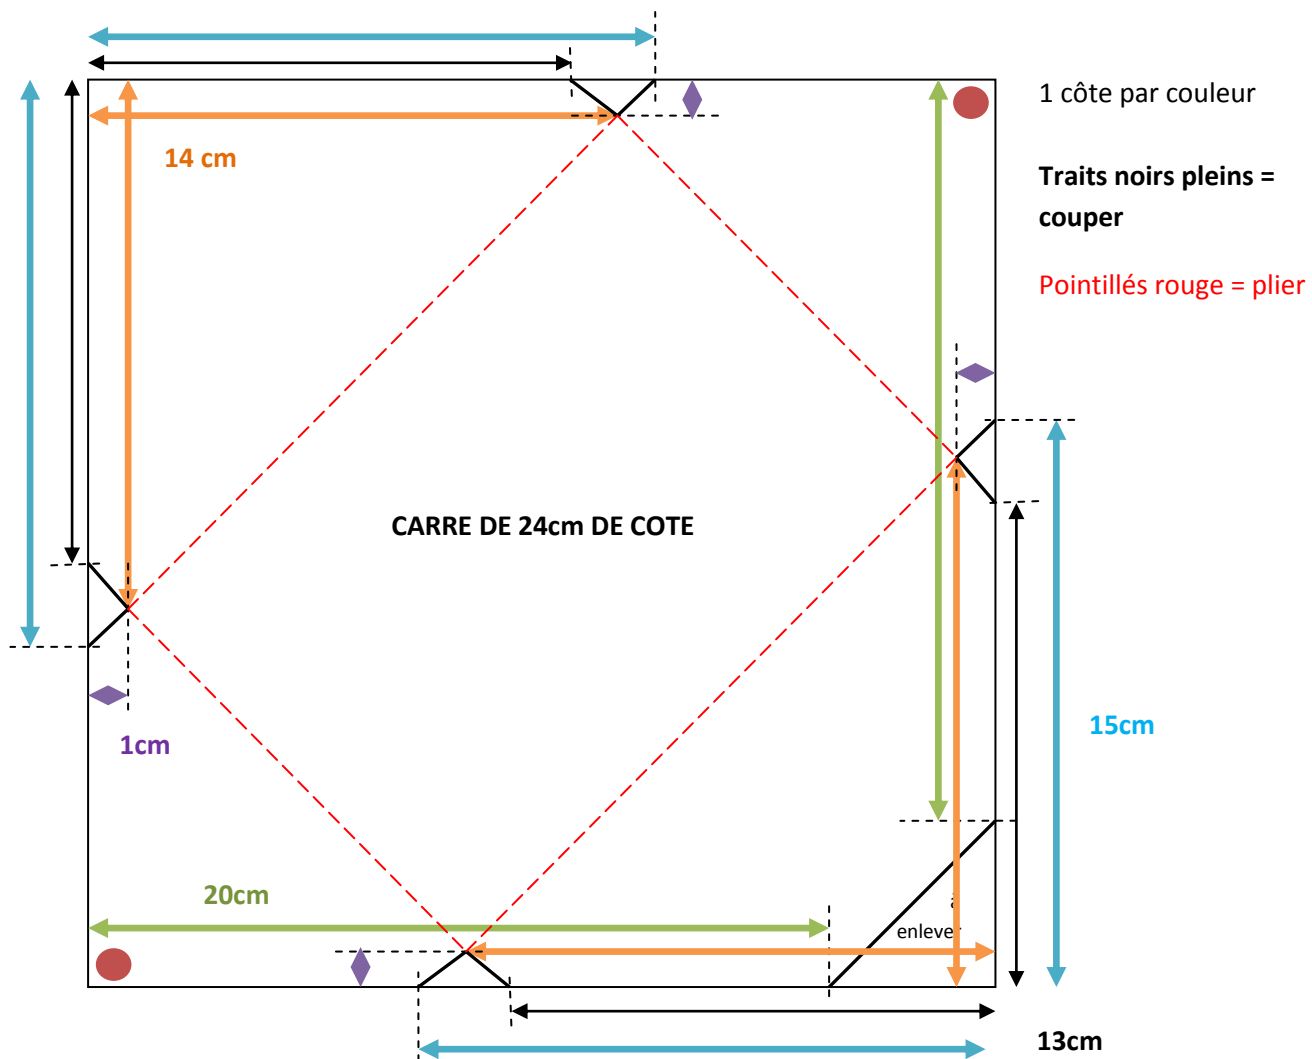 1 côte par couleur
14 cm
Traits noirs pleins =
couper
Pointillés rouge = plier
CARRE DE 24cm DE COTE
1cm
15cm
20cm
enlever
13cm